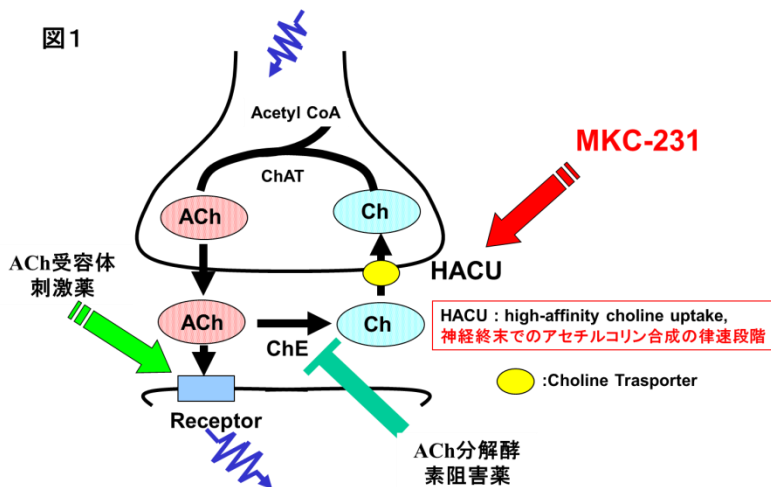 図1
Acetyl CoA
ChAT
MKC-231
ACh
Ch
HACU
ACh受容体
刺激薬
ACh
ChE
Ch
HACU : high-affinity choline uptake,
神経終末でのアセチルコリン合成の律速段階
:Choline Trasporter
Receptor
ACh分解酵
素阻害薬